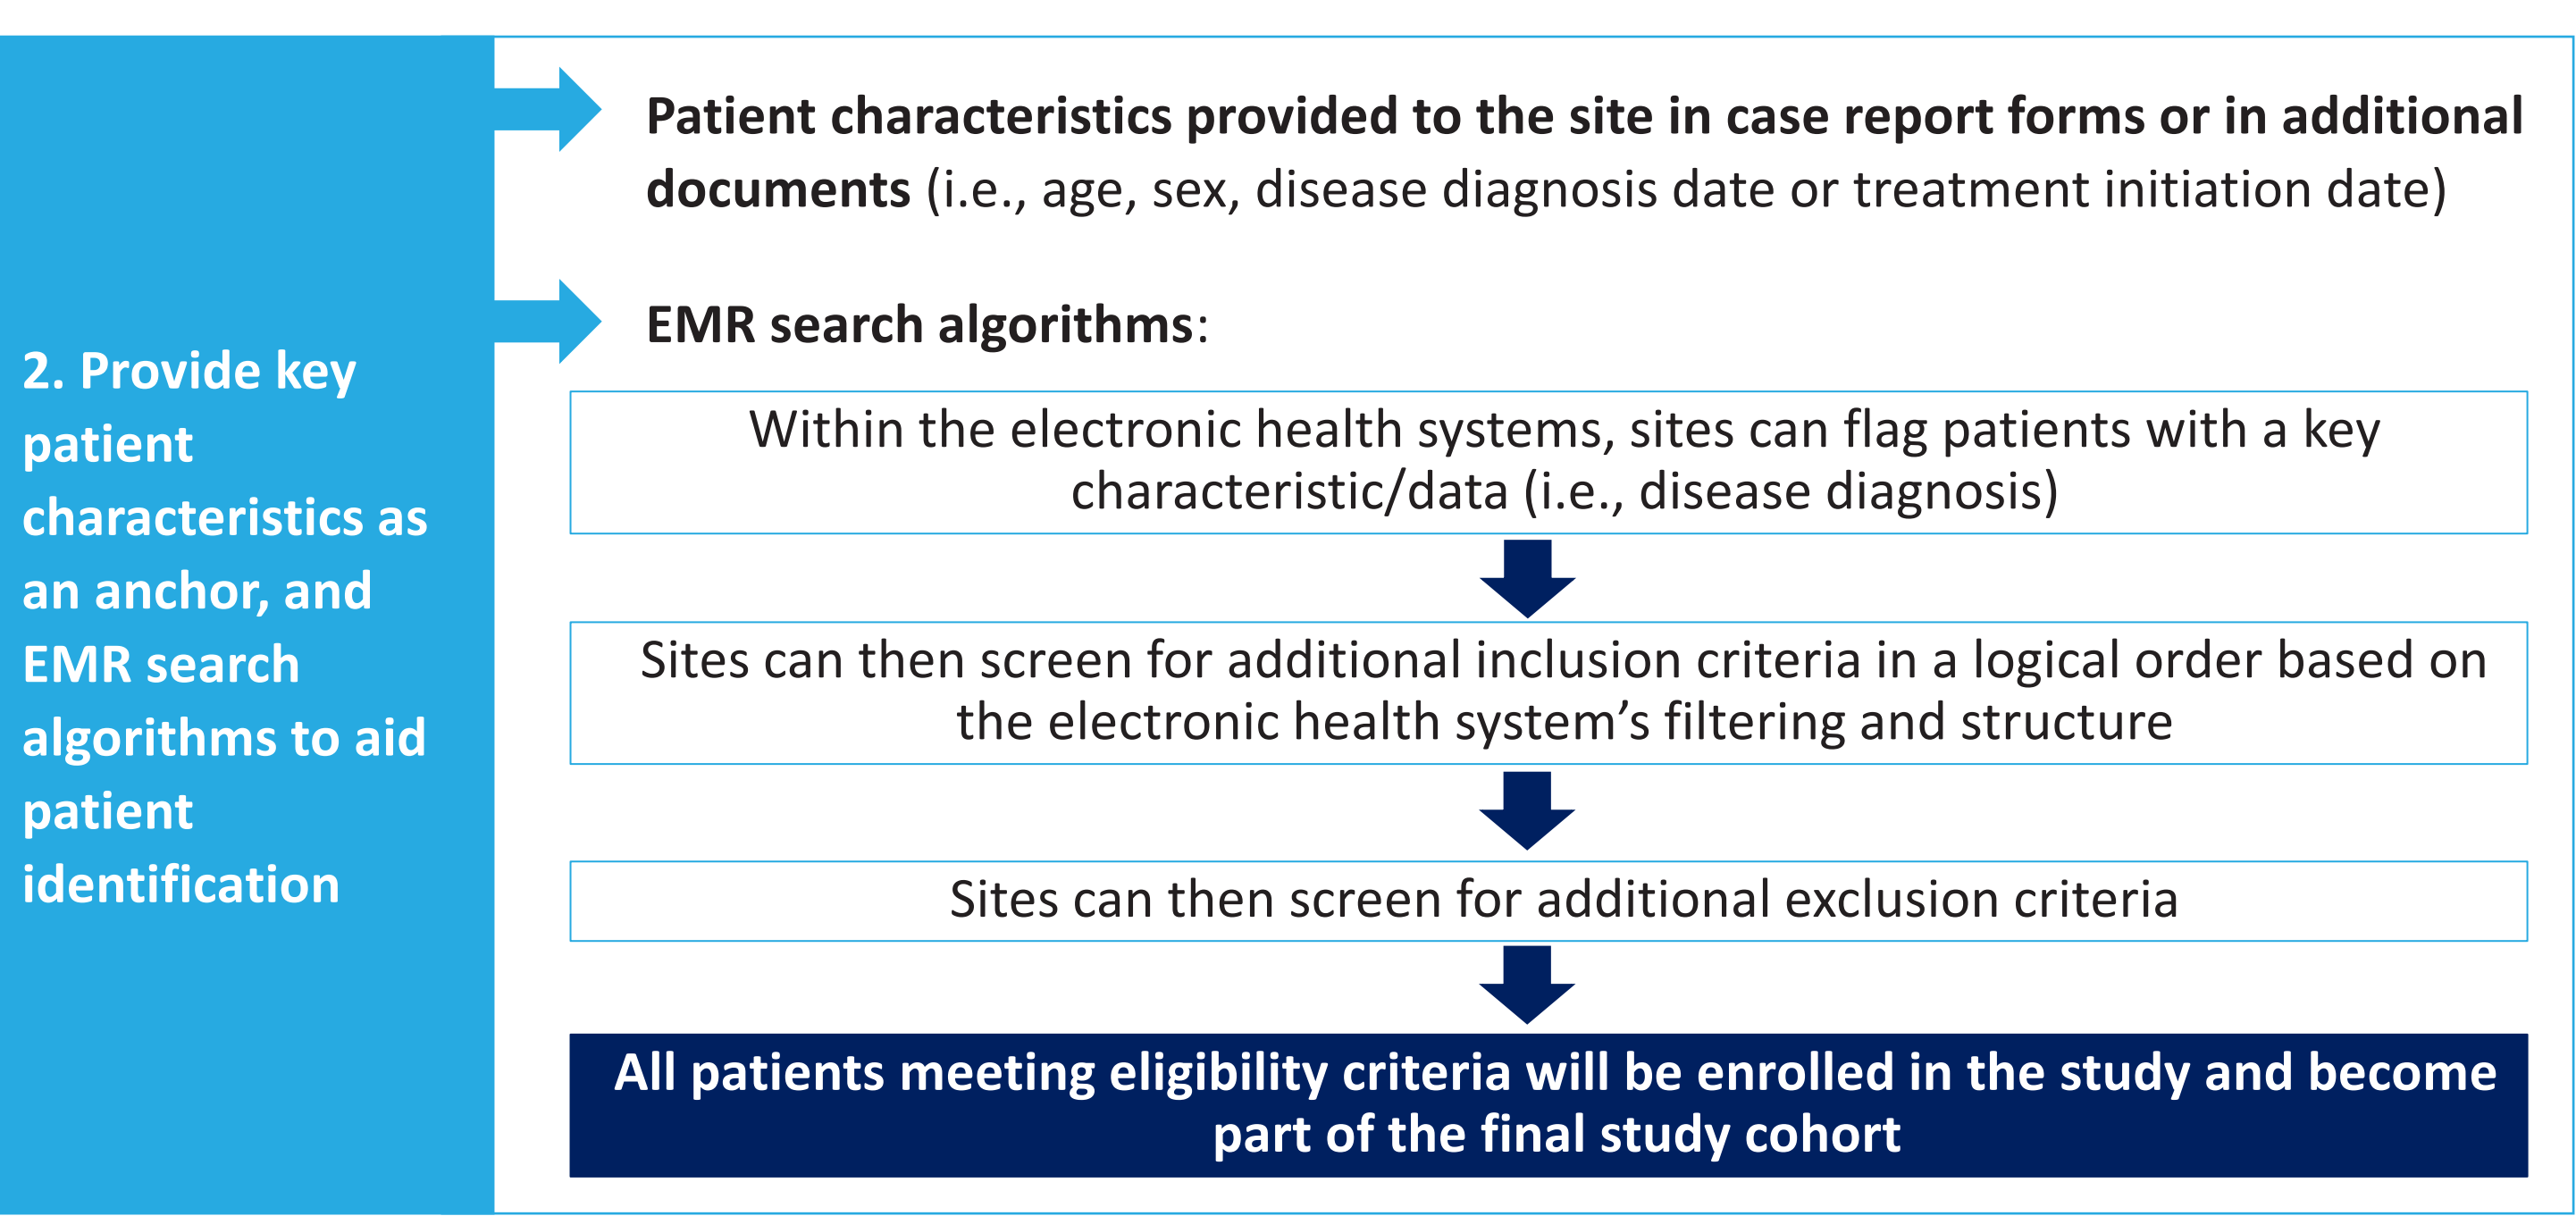 2. Provide key
patient
characteristics as
an anchor, and
EMR search
algorithms to aid
patient
identification
Patient characteristics provided to the site in case report forms or in additional
documents (i.e., age, sex, disease diagnosis date or treatment initiation date)
EMR search algorithms:
Within the electronic health systems, sites can flag patients with a key
characteristic/data (i.e., disease diagnosis)
Sites can then screen for additional inclusion criteria in a logical order based on
the electronic health system’s filtering and structure
Sites can then screen for additional exclusion criteria
All patients meeting eligibility criteria will be enrolled in the study and become
part of the final study cohort